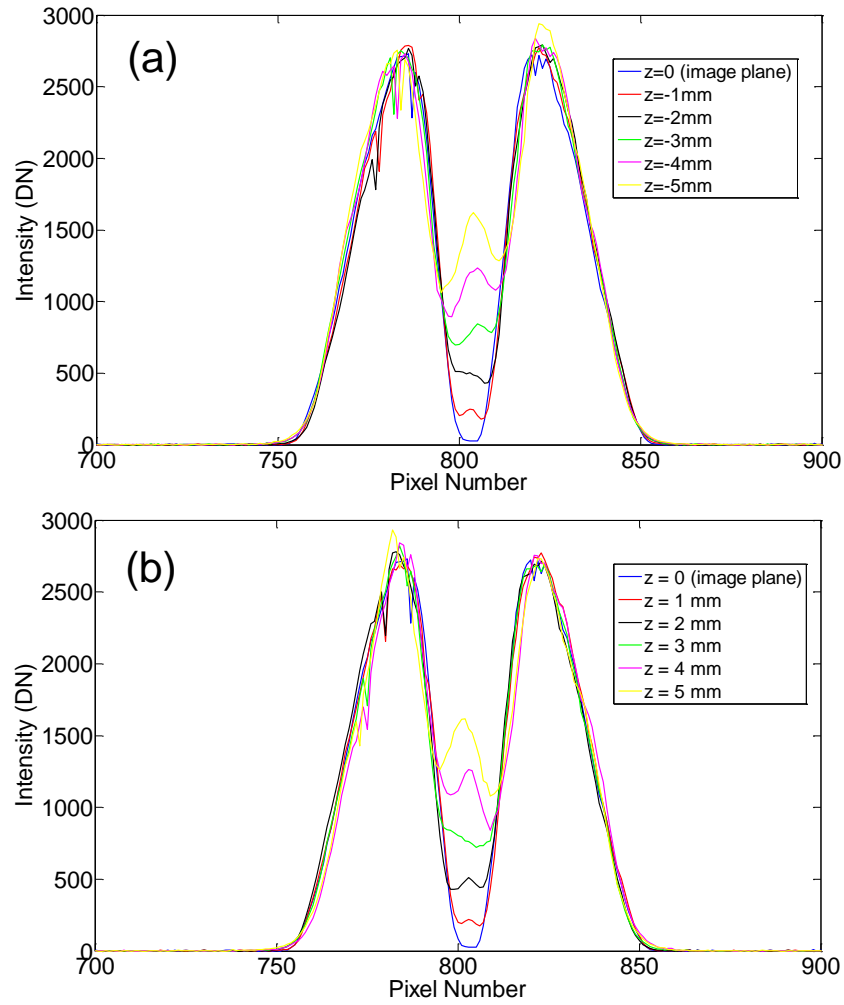 (a)
3000
2500
2000
1500
1000
500
0
Intensity (DN)
700
750
800
850
900
Pixel Number
z=0 (image plane)
z=-1mm
z=-2mm
z=-3mm
z=-4mm
z=-5mm
(b)
3000
2500
2000
1500
1000
500
0
Intensity (DN)
700
750
800
850
900
Pixel Number
z = 0 (image plane)
z = 1 mm
z = 2 mm
z = 3 mm
z = 4 mm
z = 5 mm